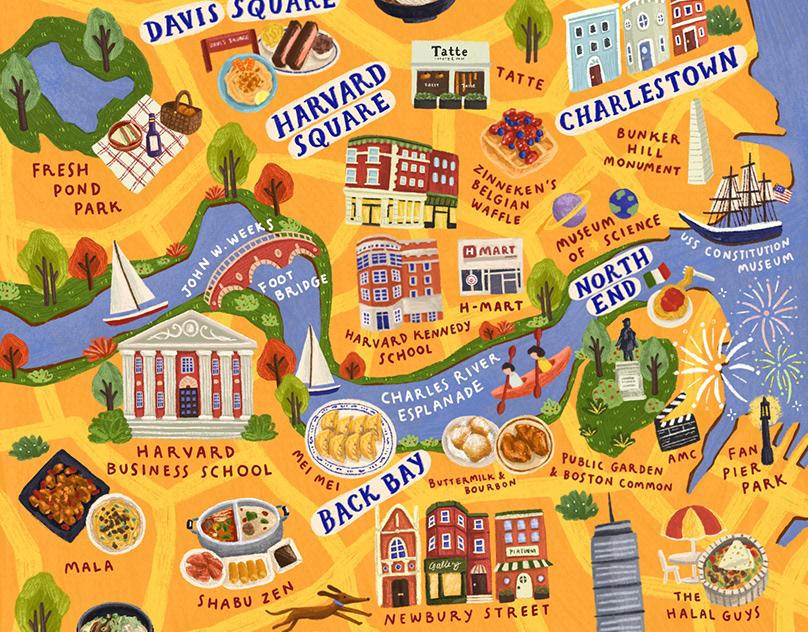 DAVIS SQUARE
DAVIS SQUARE
Tatte
TATTE
CHARLESTOWN
HARVARD
SQUARE
BUNKER
HILL
MONUMENT
FRESH
POND
PARK
ZINNEKEN'S
BELGIAN
WAFFLE
MUSEUM
OF SCIENCE
USS CONSTITUTION
MUSEUM
JOHN W. WEEKS
FOOT
BRIDGE
H MART
H-MART
NORTH
END
HARVARD KENNEDY
SCHOOL
CHARLES RIVER
ESPLANADE
HARVARD
BUSINESS SCHOOL
MEI MEI
BUTTERMILK &
BOURBON
PUBLIC GARDEN
& BOSTON COMMON
AMC
FAN
PIER
PARK
BACK BAY
MALA
SHABU ZEN
Gallery
NEWBURY STREET
THE
HALAL GUYS